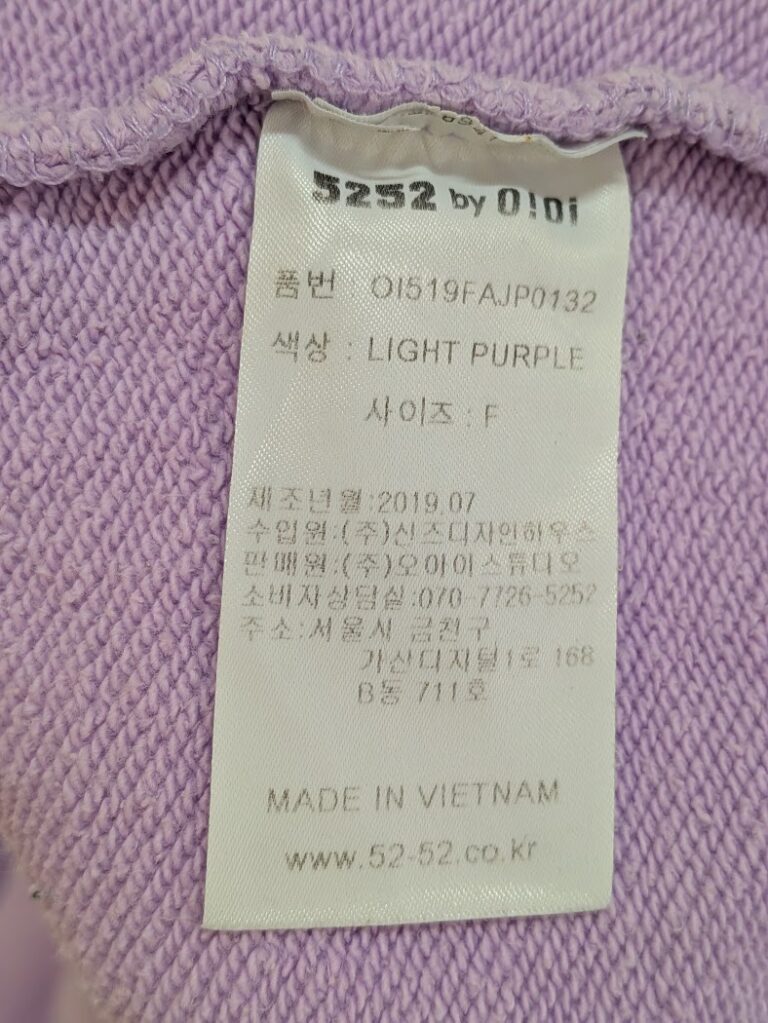 5252 by O!Oi
품번 : OI519FAJP0132
색상 : LIGHT PURPLE
사이즈 : F
제조년월:2019.07
수입원:(주)신즈디자인하우스
판매원:(주)오아이스튜디오
소비자상담실:070-7726-5252
주소:서울시 금천구
가산디지털1로 168
B동 711호
MADE IN VIETNAM
www.52-52.co.kr